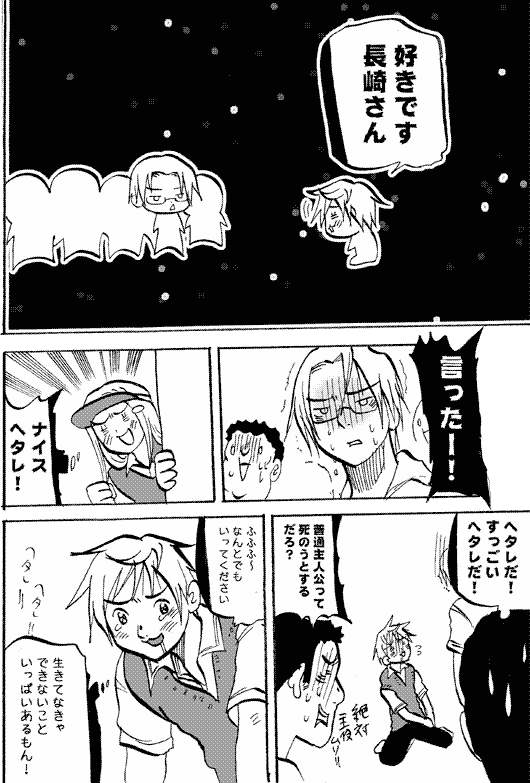 好きです
長崎さん
言ったー!!
ナイス
ヘタレ!
ヘタレだ!
すっごい
ヘタレだ!
普通主人公って
死のうとする
だろ?
絶対
主役
ムリ!!
ふふふ〜
なんとでも
いってください
生きてなきゃ
できないこと
いっぱいあるもん!
ヘタレ
ヘタレ